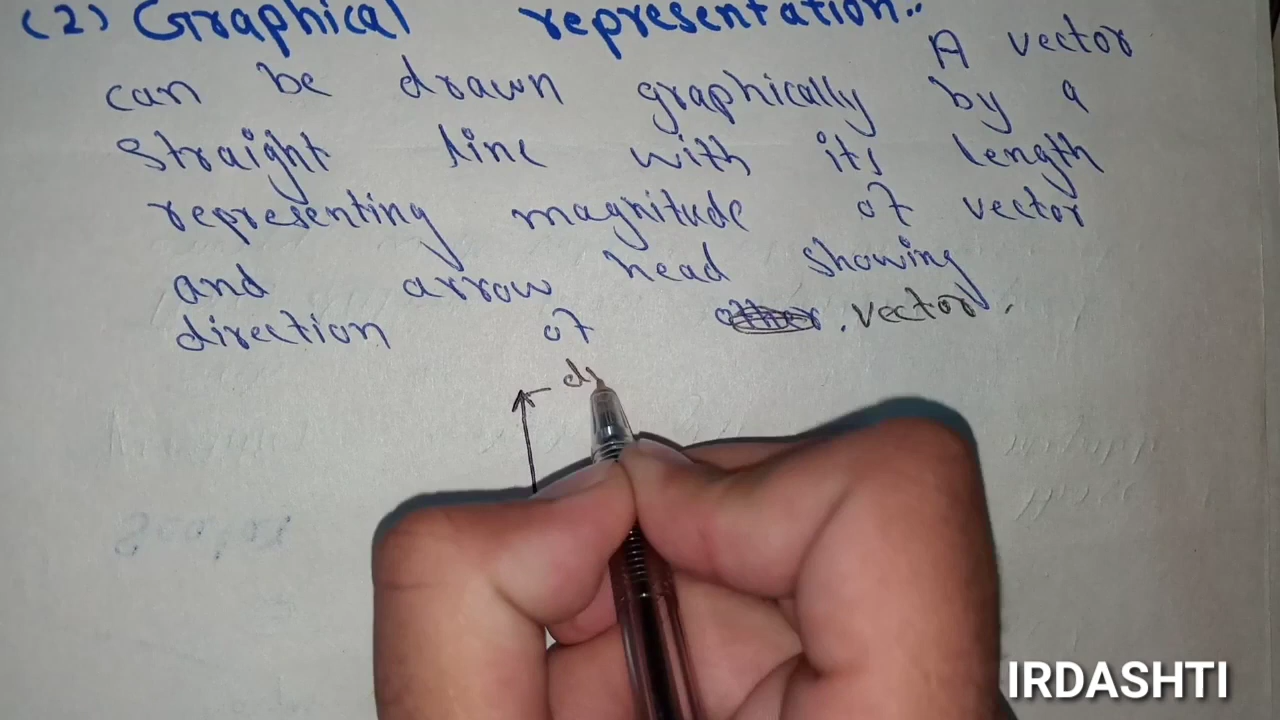 (2) Graphical representation..
A vector
can be drawn graphically by a
straight line with its length
representing magnitude of vector
and arrow head showing
direction of vector.
di
IRDASHTI